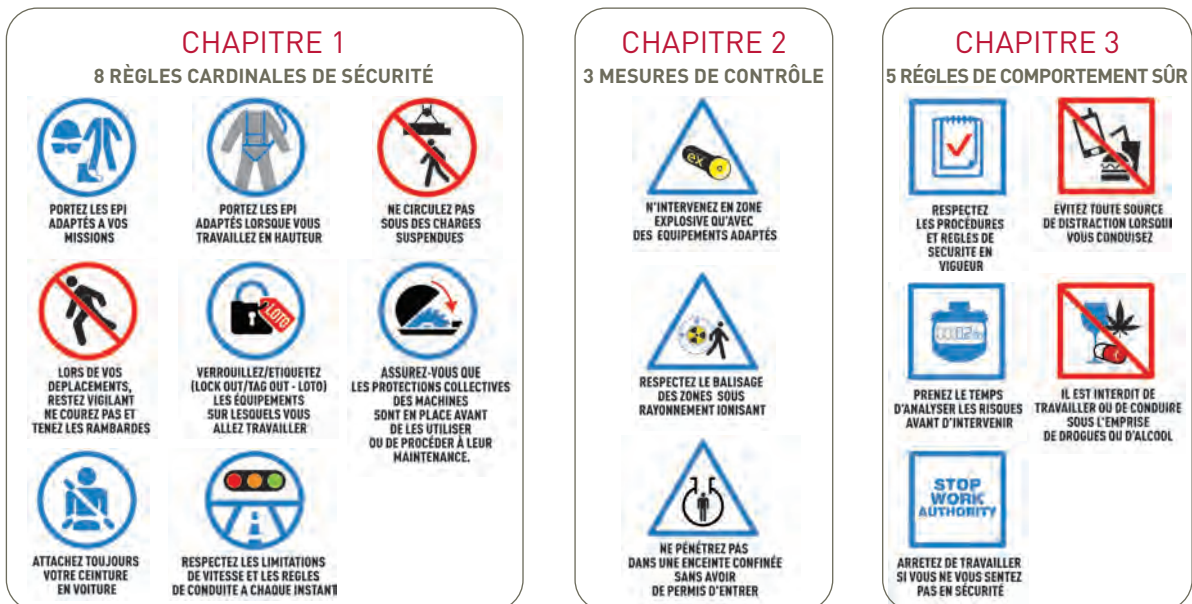 CHAPITRE 1
8 RÈGLES CARDINALES DE SÉCURITÉ
PORTEZ LES EPI
ADAPTÉS A VOS
MISSIONS
PORTEZ LES EPI
ADAPTÉS LORSQUE VOUS
TRAVAILLEZ EN HAUTEUR
NE CIRCULEZ PAS
SOUS DES CHARGES
SUSPENDUES
LORS DE VOS
DEPLACEMENTS,
RESTEZ VIGILANT
NE COUREZ PAS ET
TENEZ LES RAMBARDES
LOTO
VERROUILLEZ/ETIQUETEZ
(LOCK OUT/TAG OUT - LOTO)
LES ÉQUIPEMENTS
SUR LESQUELS VOUS
ALLEZ TRAVAILLER
ASSUREZ-VOUS QUE
LES PROTECTIONS COLLECTIVES
DES MACHINES
SONT EN PLACE AVANT
DE LES UTILISER
OU DE PROCÉDER À LEUR
MAINTENANCE.
ATTACHEZ TOUJOURS
VOTRE CEINTURE
EN VOITURE
RESPECTEZ LES LIMITATIONS
DE VITESSE ET LES REGLES
DE CONDUITE A CHAQUE INSTANT
CHAPITRE 2
3 MESURES DE CONTRÔLE
ex
N'INTERVENEZ EN ZONE
EXPLOSIVE QU'AVEC
DES EQUIPEMENTS ADAPTÉS
RESPECTEZ LE BALISAGE
DES ZONES SOUS
RAYONNEMENT IONISANT
NE PÉNÉTREZ PAS
DANS UNE ENCEINTE CONFINÉE
SANS AVOIR
DE PERMIS D'ENTRER
CHAPITRE 3
5 RÉGLES DE COMPORTEMENT SÛR
RESPECTEZ
LES PROCÉDURES
ET REGLES DE
SECURITE EN
VIGUEUR
EVITEZ TOUTE SOURCE
DE DISTRACTION LORSQUE
VOUS CONDUISEZ
PRENEZ LE TEMPS
D'ANALYSER LES RISQUES
AVANT D'INTERVENIR
IL EST INTERDIT DE
TRAVAILLER OU DE CONDUIRE
SOUS L'EMPRISE
DE DROGUES OU D'ALCOOL
STOP
WORK
AUTHORITY
ARRETEZ DE TRAVAILLER
SI VOUS NE VOUS SENTEZ
PAS EN SÉCURITÉ